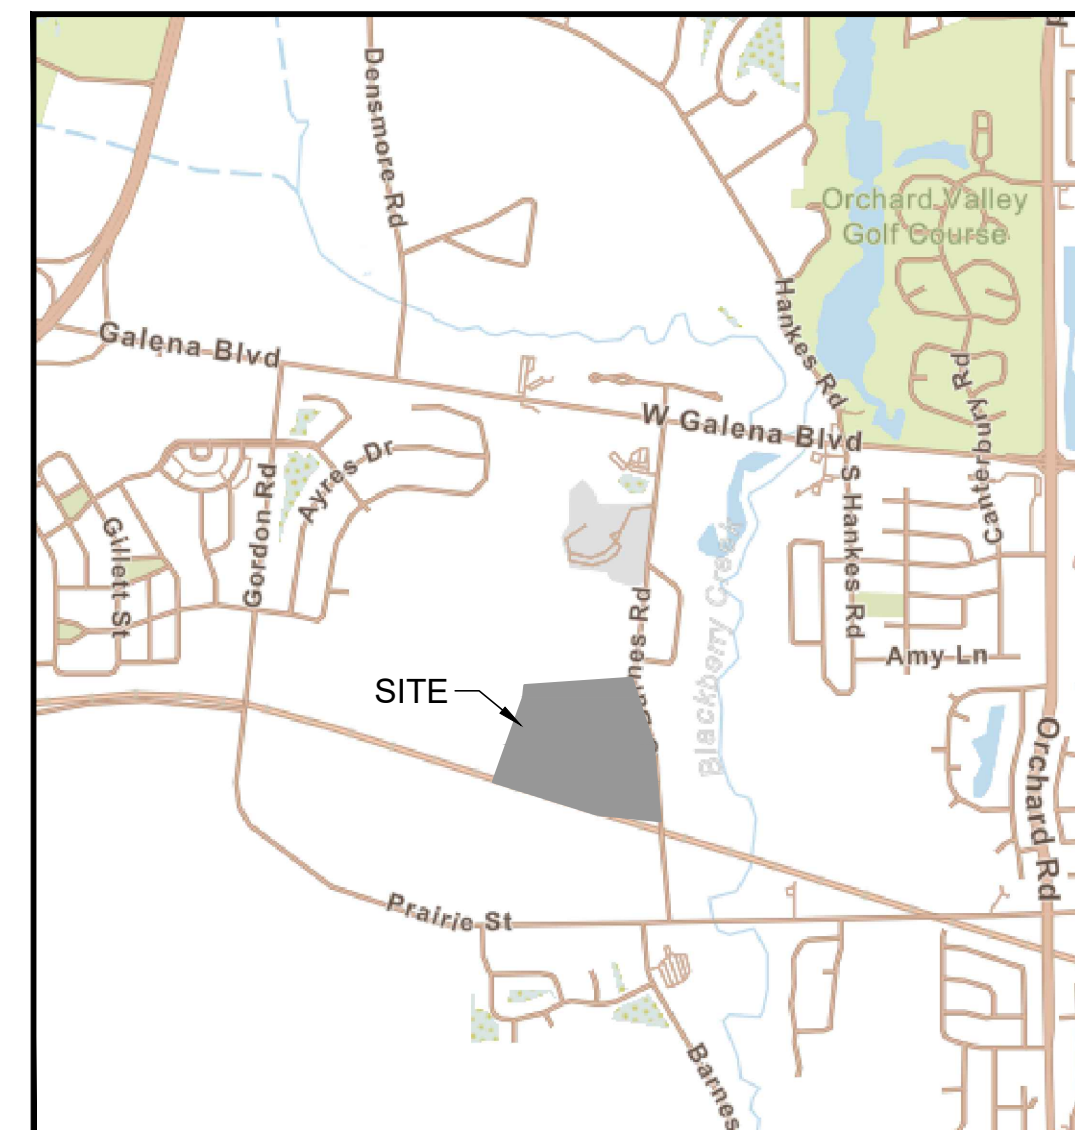 Densmore Rd
Orchard Valley
Golf Course
Hankes Rd
Galena Blvd
Canterbury Rd
W Galena Blvd
Ayres Dr
Gordon Rd
S Hankes Rd
Gillett St
Blackberry Creek
Amy Ln
SITE
Orchard Rd
Prairie St
Barnes